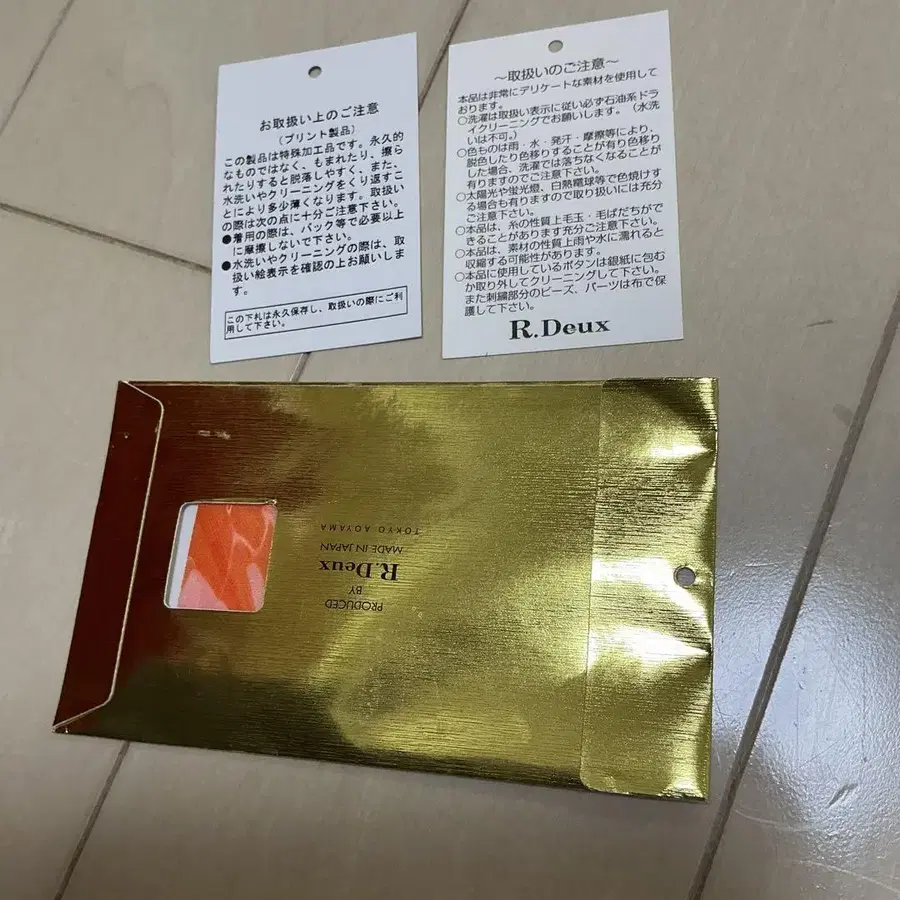 お取扱い上のご注意
(プリント製品)
この製品は特殊加工品です。永久的
なものではなく、もまれたり、擦ら
れたりすると脱落しやすく、また、
水洗いやクリーニングをくり返すこ
とにより多少薄くなります。取扱い
の際は次の点に十分ご注意下さい。
●着用の際は、バック等で必要以上
に摩擦しないで下さい。
●水洗いやクリーニングの際は、取
扱い絵表示を確認の上お願いしま
す。
この下札は永久保存し、取扱いの際にご利
用して下さい。
～取扱いのご注意～
本品は非常にデリケートな素材を使用して
おります。
○洗濯は取扱い表示に従い必ず石油系ドラ
イクリーニングでお願いします。（水洗
いは不可。）
○色ものは雨・水・発汗・摩擦等により、
脱色したり色移りすることが有り色移り
した場合、洗濯では落ちなくなることが
有りますのでご注意下さい。
○太陽光や蛍光燈、白熱電球等で色焼けす
る場合も有りますので取り扱いには充分
ご注意下さい。
○本品は、糸の性質上毛玉・毛ばだちがで
きることがあります充分ご注意下さい。
○本品は、素材の性質上雨や水に濡れると
収縮する可能性があります。
○本品に使用しているボタンは銀紙に包む
か取り外してクリーニングして下さい。
また刺繍部分のビーズ、パーツは布で保
護して下さい。
R.Deux
PRODUCED
BY
R.Deux
MADE IN JAPAN
TOKYO AOYAMA